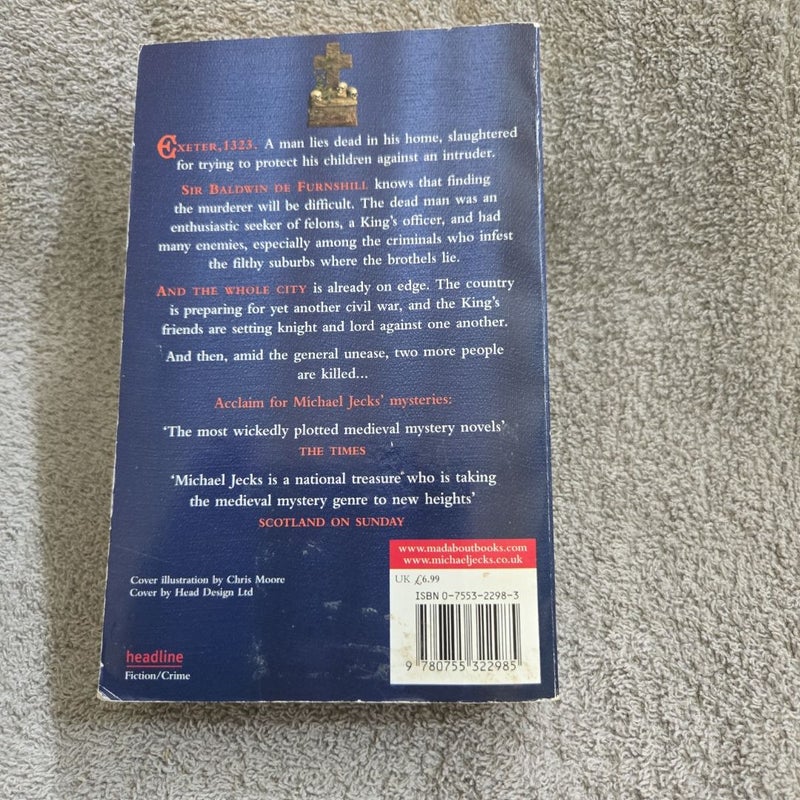 EXETER, 1323. A man lies dead in his home, slaughtered
for trying to protect his children against an intruder.
SIR BALDWIN DE FURNSHILL knows that finding
the murderer will be difficult. The dead man was an
enthusiastic seeker of felons, a King's officer, and had
many enemies, especially among the criminals who infest
the filthy suburbs where the brothels lie.
AND THE WHOLE CITY is already on edge. The country
is preparing for yet another civil war, and the King's
friends are setting knight and lord against one another.
And then, amid the general unease, two more people
are killed...
Acclaim for Michael Jecks' mysteries:
'The most wickedly plotted medieval mystery novels'
THE TIMES
'Michael Jecks is a national treasure who is taking
the medieval mystery genre to new heights'
SCOTLAND ON SUNDAY
www.madaboutbooks.com
www.michaeljecks.co.uk
UK £6.99
ISBN 0-7553-2298-3
9 780755 322985
Cover illustration by Chris Moore
Cover by Head Design Ltd
headline
Fiction/Crime